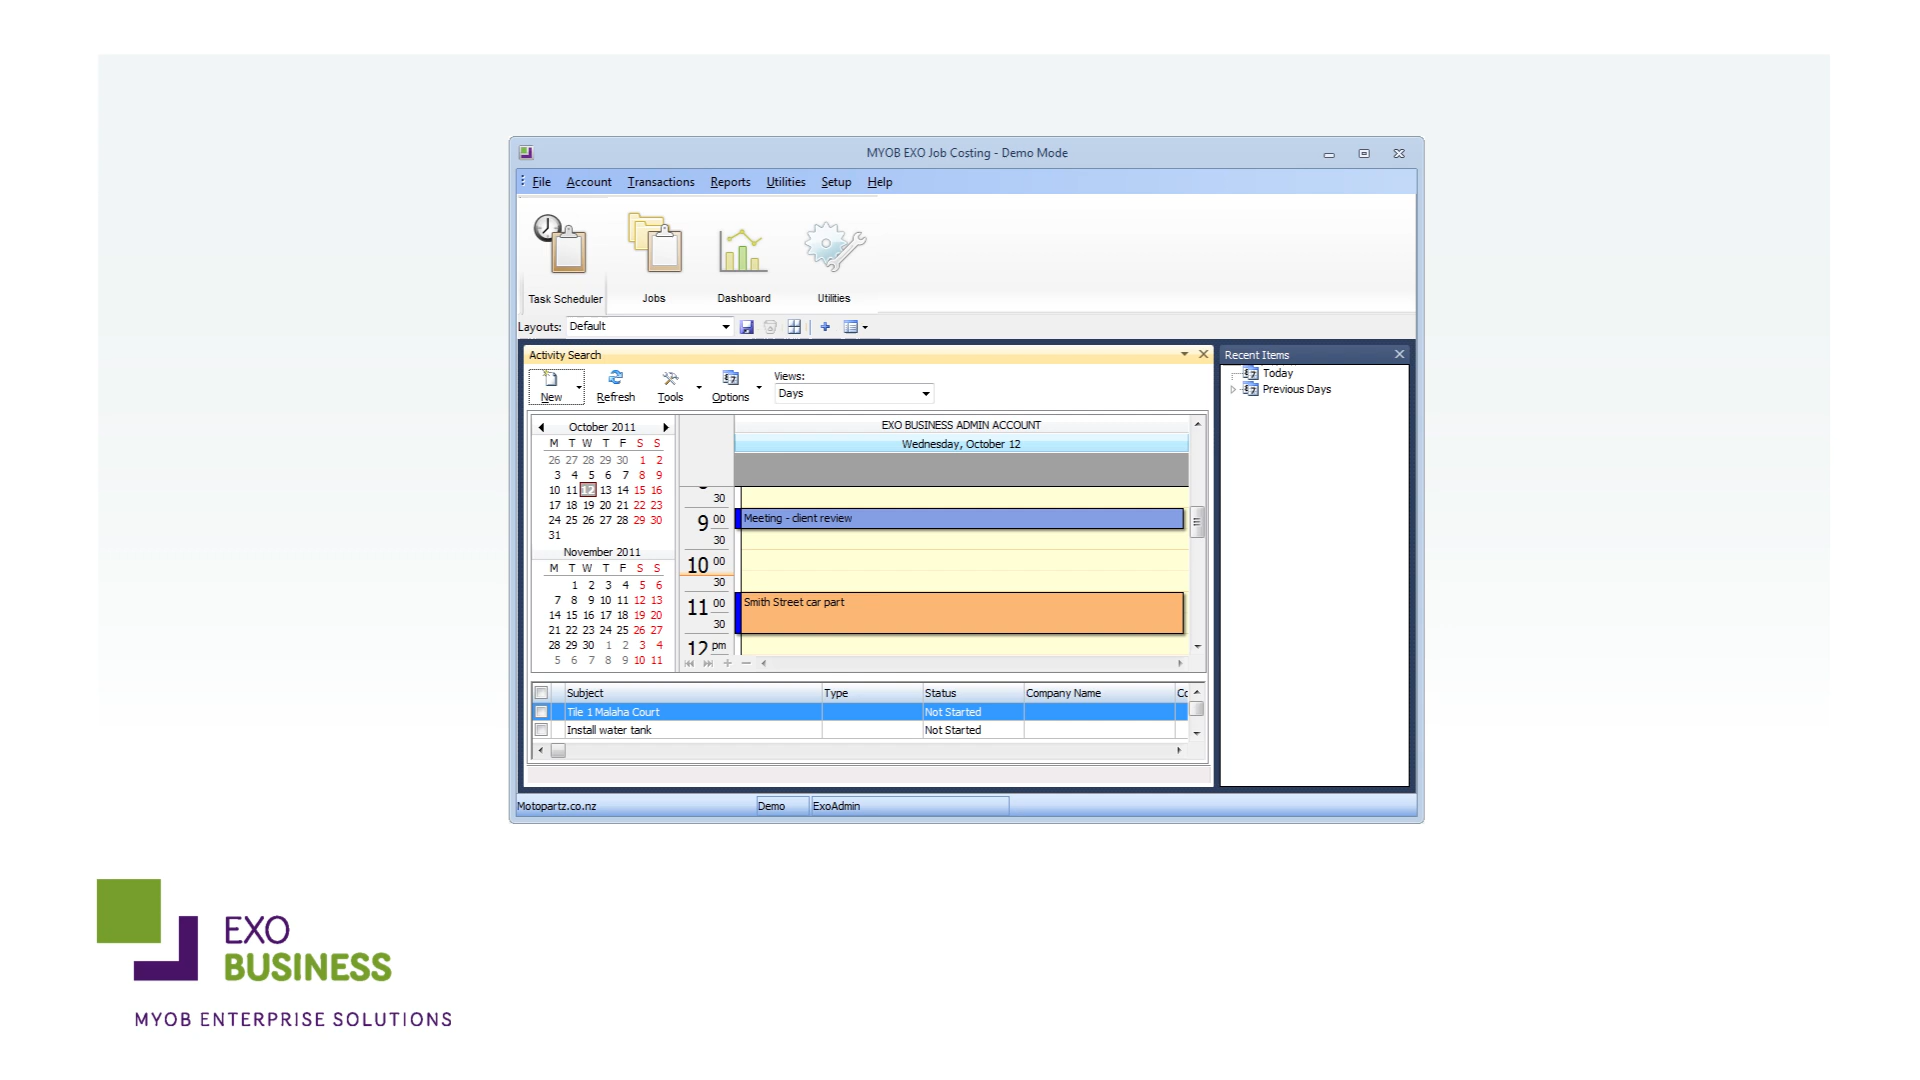 MYOB EXO Job Costing - Demo Mode
File Account Transactions Reports Utilities Setup Help
Task Scheduler Jobs Dashboard Utilities
Layouts: Default
Activity Search
Recent Items
New Refresh Tools Options
Views:
Days
Today
Previous Days
October 2011
M T W T F S S
26 27 28 29 30 1 2
3 4 5 6 7 8 9
10 11 12 13 14 15 16
17 18 19 20 21 22 23
24 25 26 27 28 29 30
31
November 2011
M T W T F S S
1 2 3 4 5 6
7 8 9 10 11 12 13
14 15 16 17 18 19 20
21 22 23 24 25 26 27
28 29 30 1 2 3 4
5 6 7 8 9 10 11
EXO BUSINESS ADMIN ACCOUNT
Wednesday, October 12
30
9 00 Meeting - client review
30
10 00
30
11 00 Smith Street car part
30
12 pm
Subject Type Status Company Name
Tile 1 Malaha Court Not Started
Install water tank Not Started
Motopartz.co.nz Demo ExoAdmin
EXO
BUSINESS
MYOB ENTERPRISE SOLUTIONS